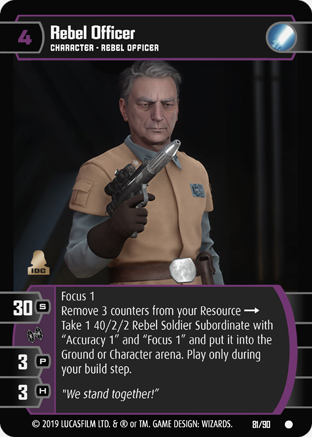 4
Rebel Officer
CHARACTER • REBEL OFFICER
IDC
30 S
3 P
3 H
Focus 1
Remove 3 counters from your Resource →
Take 1 40/2/2 Rebel Soldier Subordinate with
“Accuracy 1” and “Focus 1” and put it into the
Ground or Character arena. Play only during
your build step.
“We stand together!”
© 2019 LUCASFILM LTD. & ® or TM. GAME DESIGN: WIZARDS.
81/90